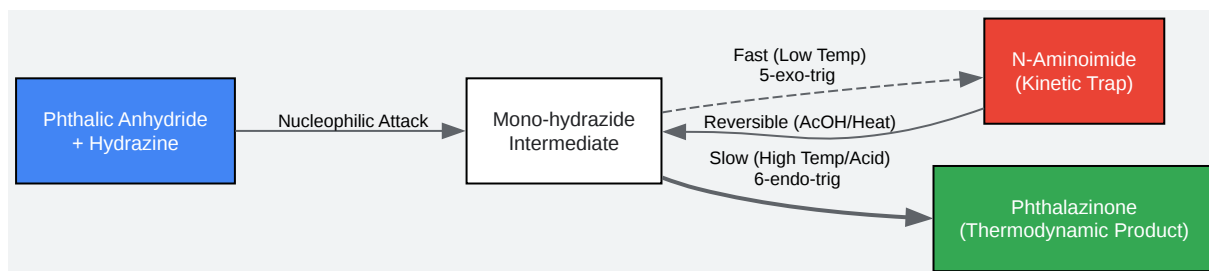 Phthalic Anhydride
+ Hydrazine
Nucleophilic Attack
Mono-hydrazide
Intermediate
Fast (Low Temp)
5-exo-trig
Reversible (AcOH/Heat)
Slow (High Temp/Acid)
6-endo-trig
N-Aminoimide
(Kinetic Trap)
Phthalazinone
(Thermodynamic Product)